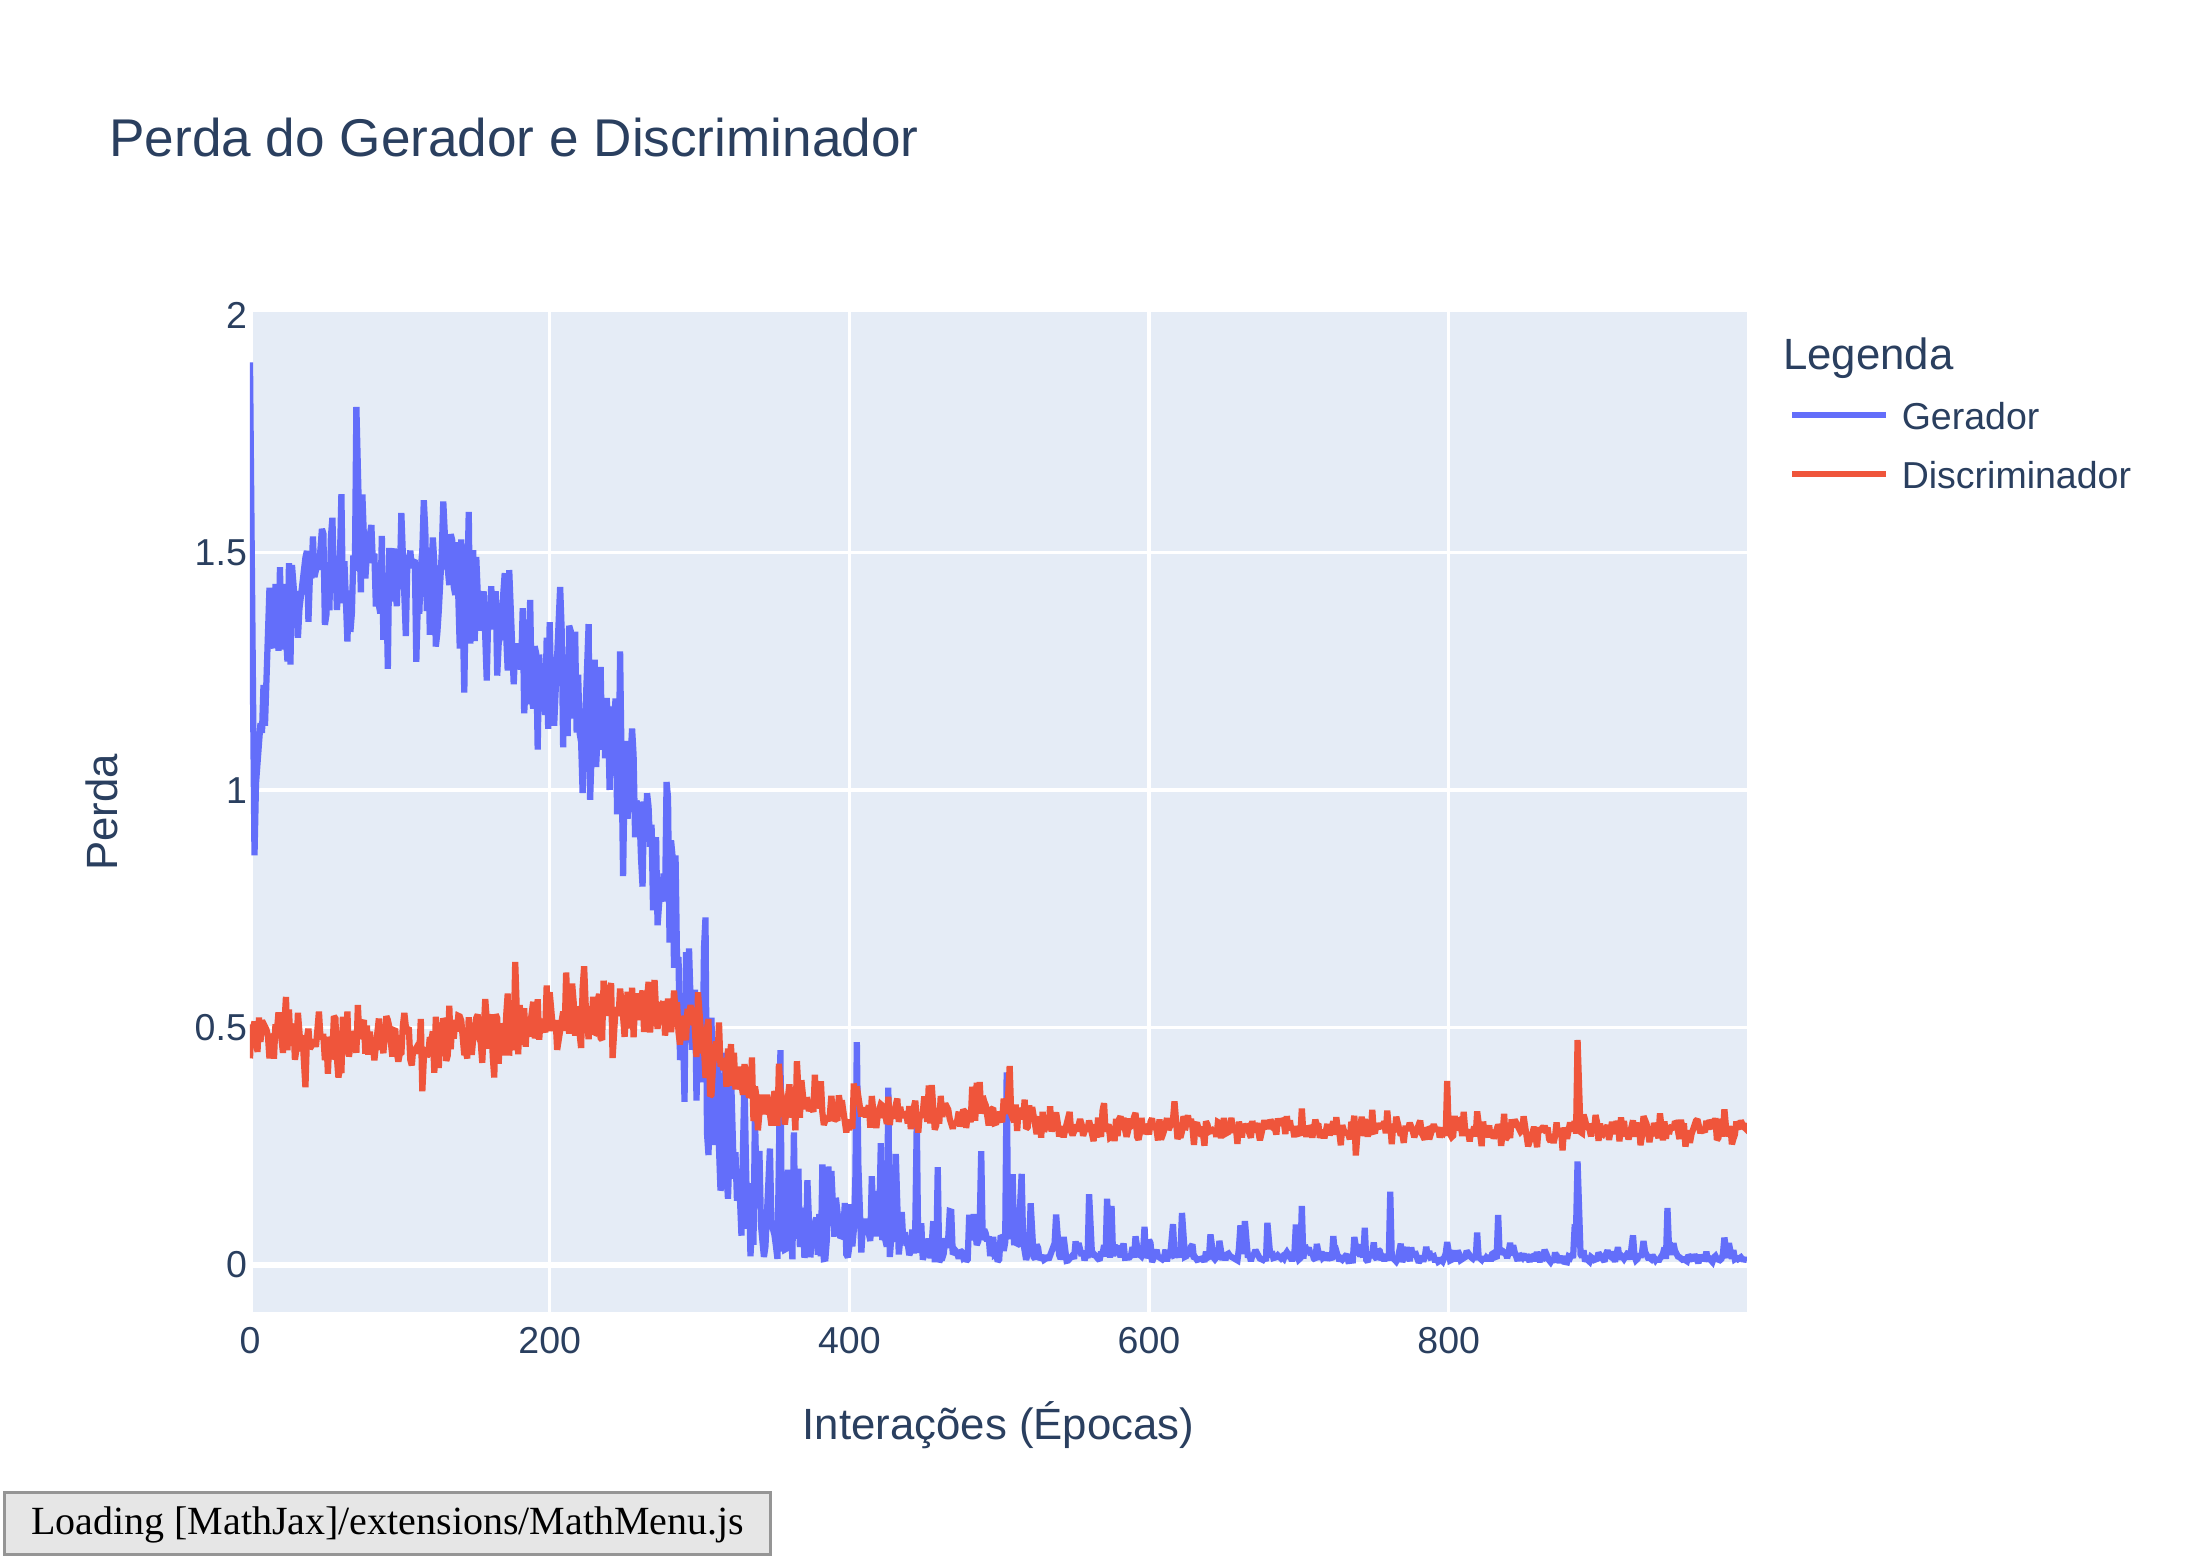 Perda do Gerador e Discriminador
2
1.5
1
0.5
0
Perda
0 200 400 600 800
Interações (Épocas)
Legenda
Gerador
Discriminador
Loading [MathJax]/extensions/MathMenu.js